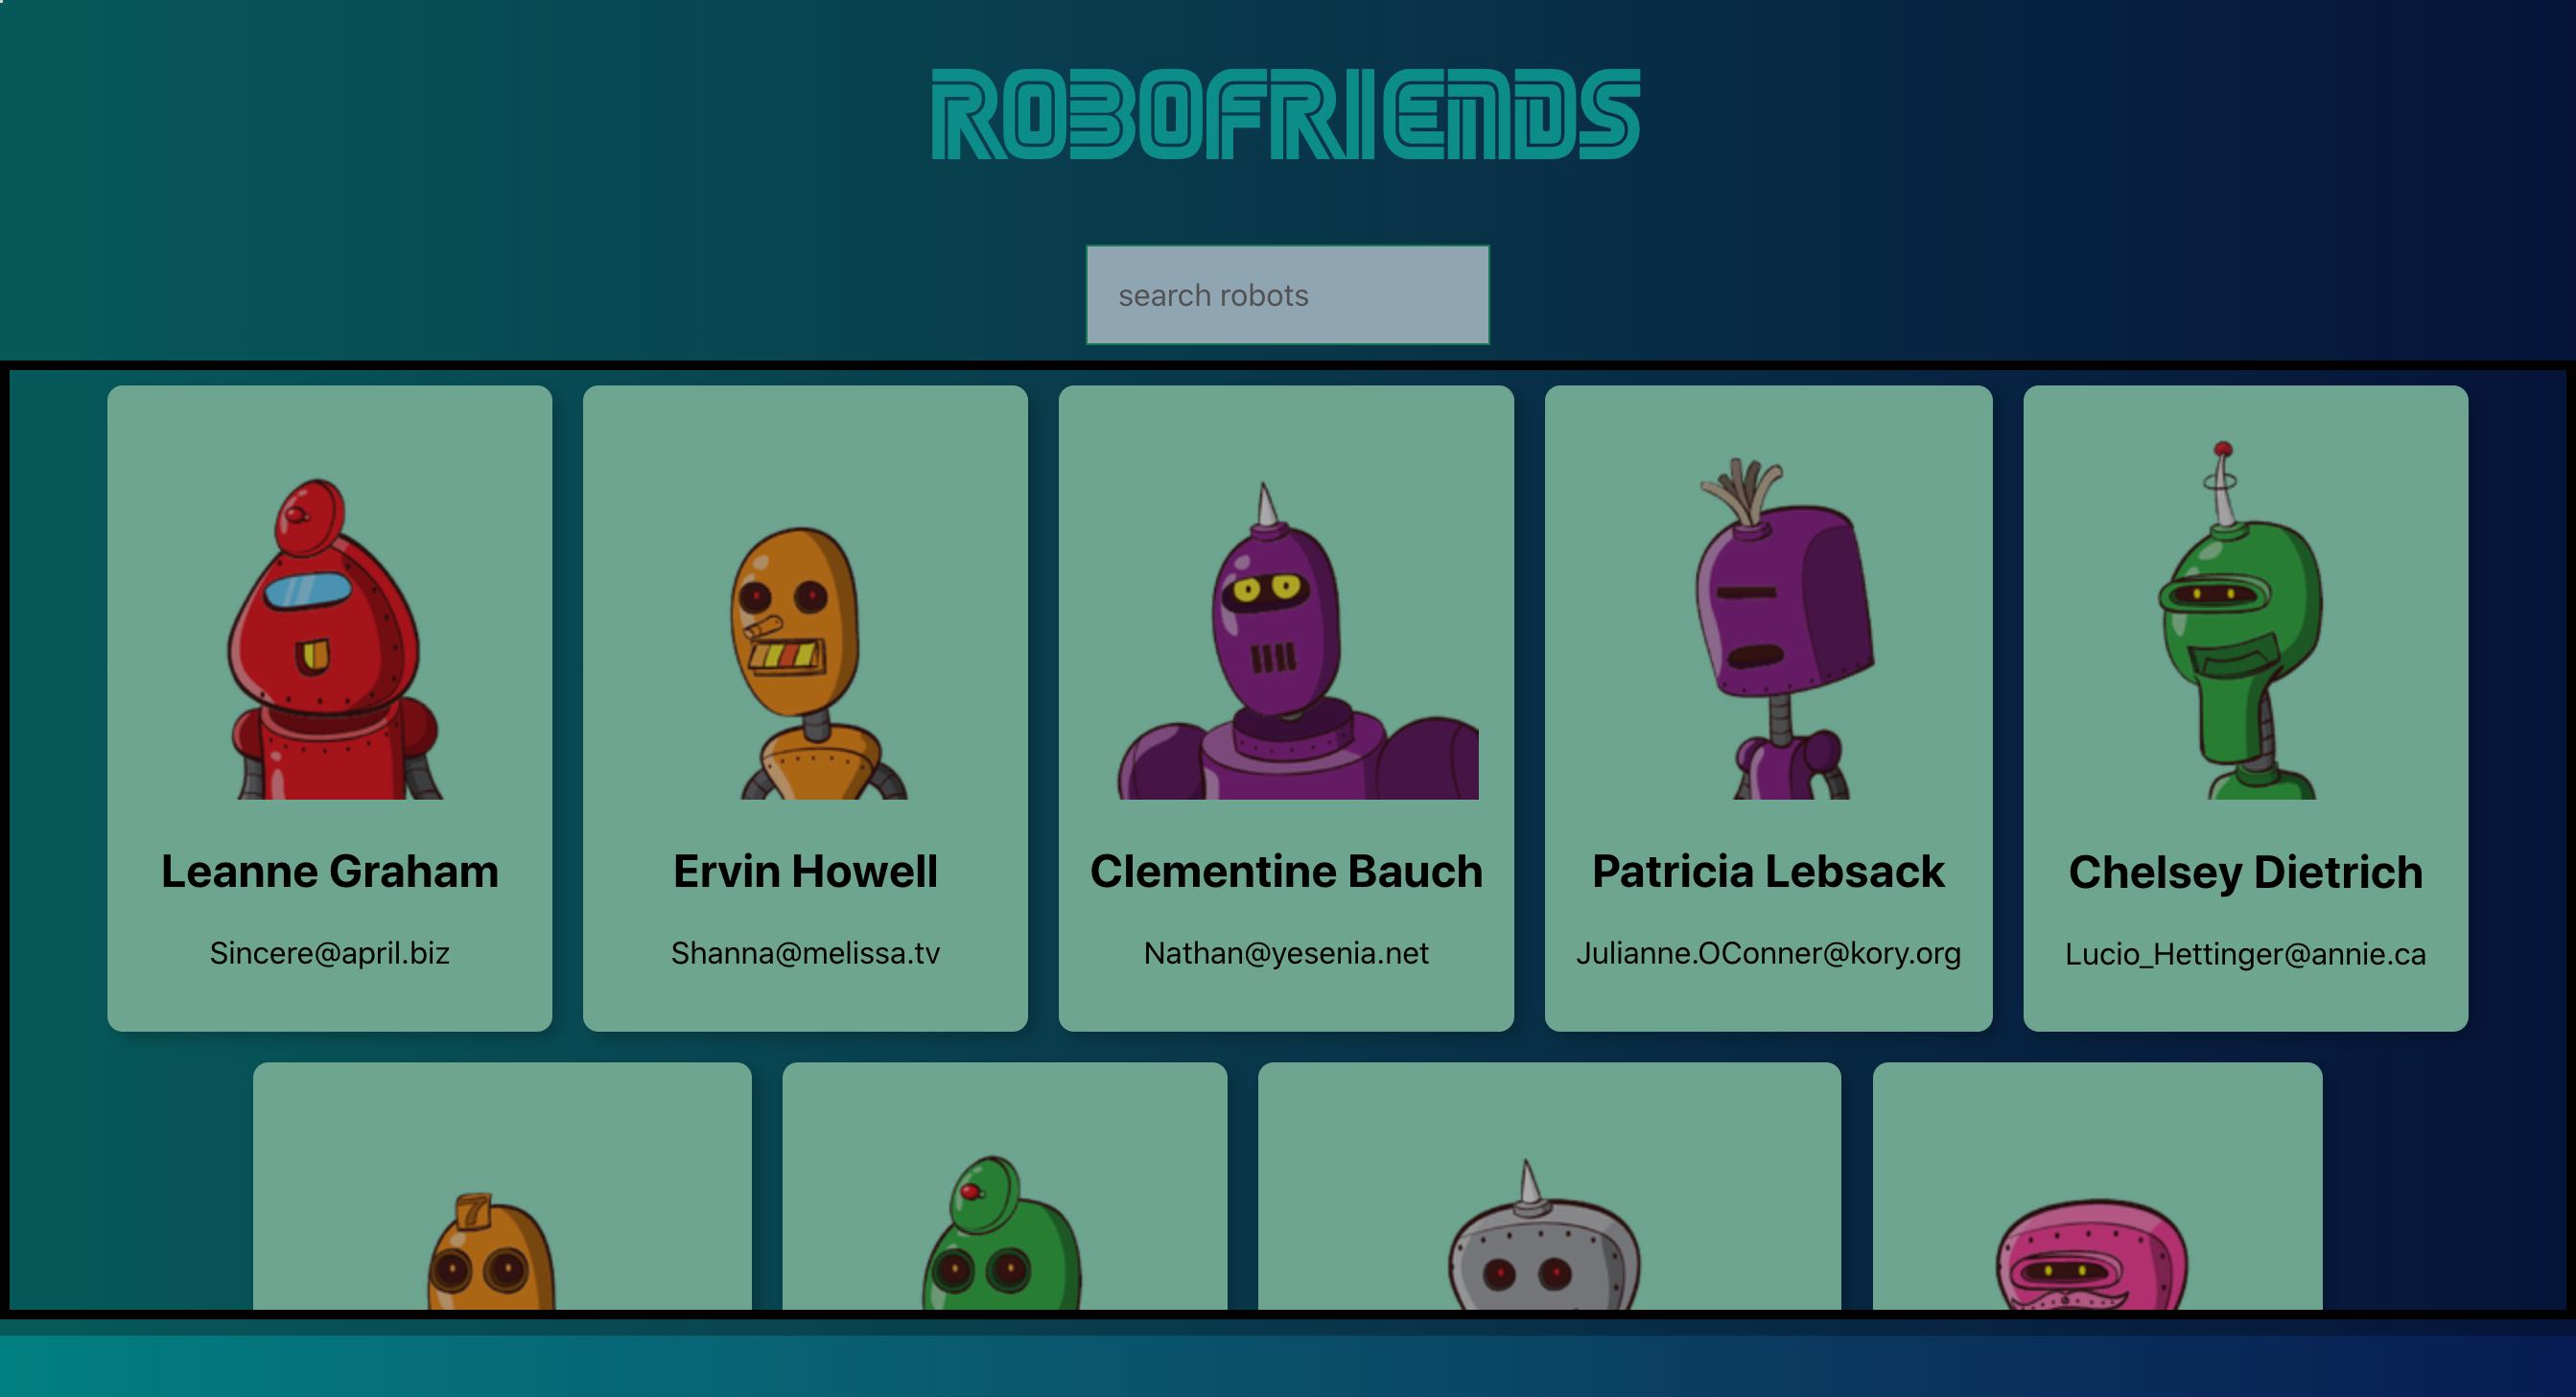 ROBOFRIENDS
search robots
Leanne Graham
Sincere@april.biz
Ervin Howell
Shanna@melissa.tv
Clementine Bauch
Nathan@yesenia.net
Patricia Lebsack
Julianne.OConner@kory.org
Chelsey Dietrich
Lucio_Hettinger@annie.ca
7